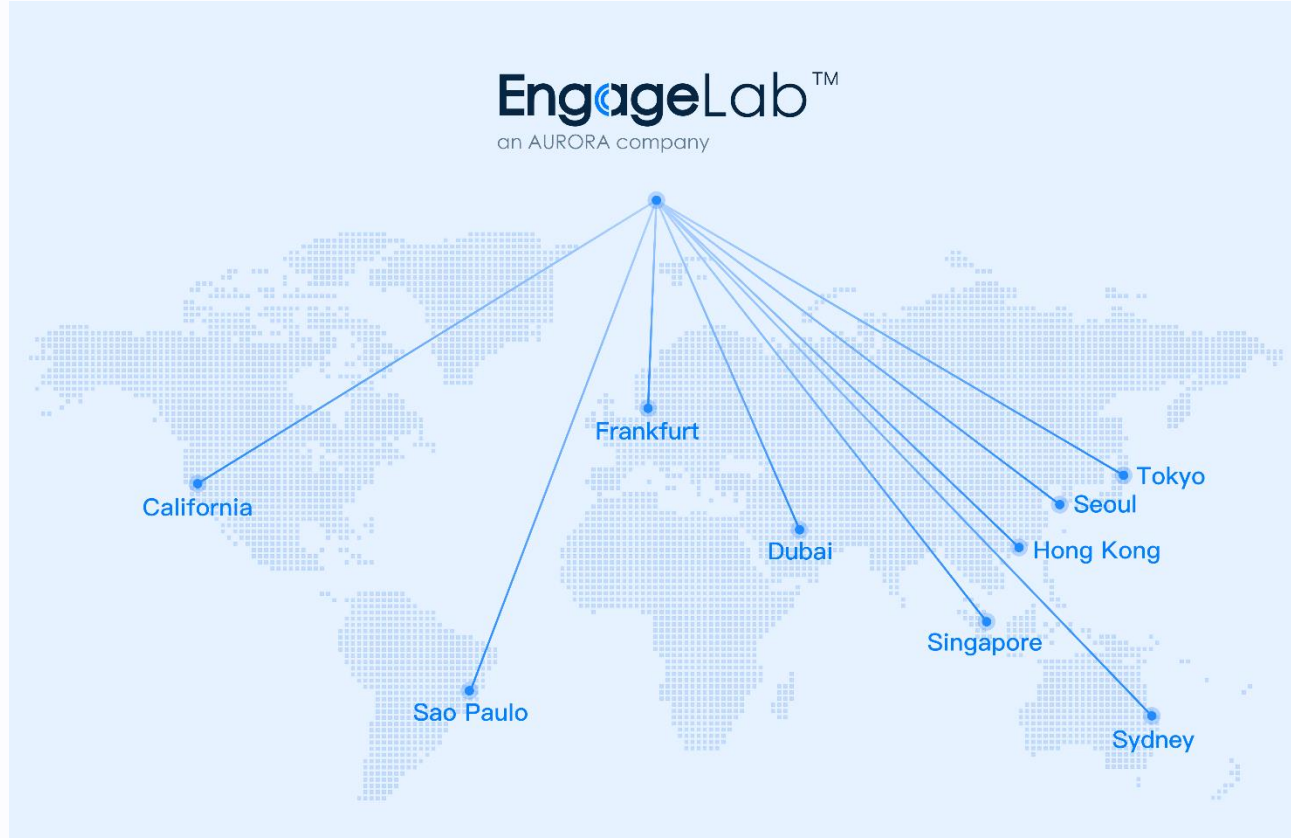 EngageLab™
an AURORA company
Frankfurt
Tokyo
California
Seoul
Dubai
Hong Kong
Singapore
Sao Paulo
Sydney